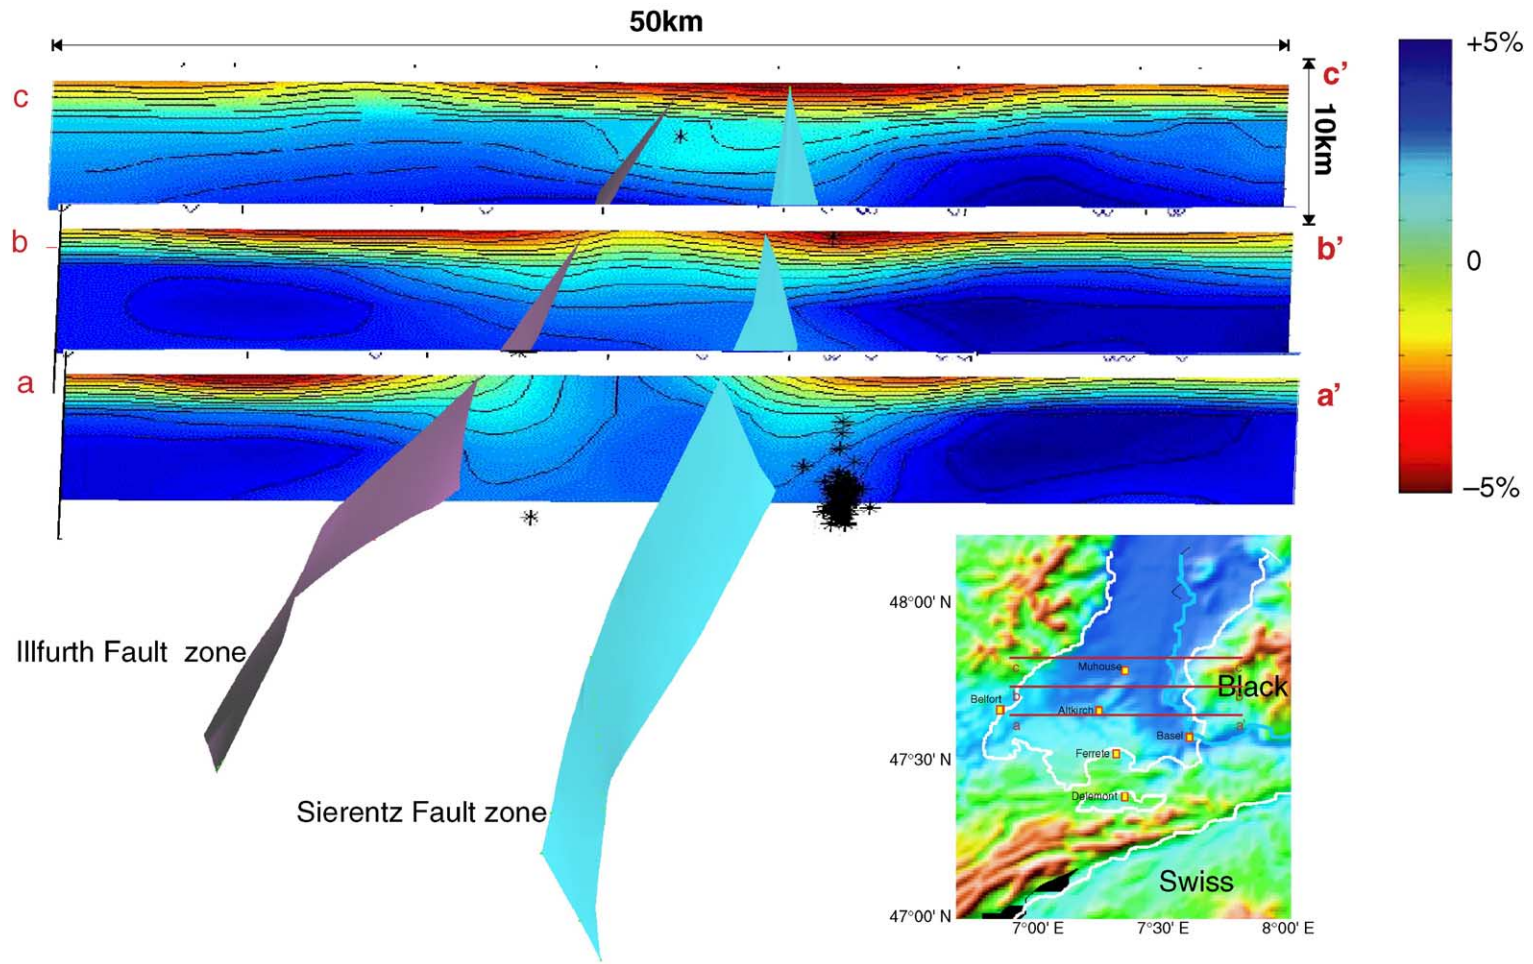 50km
+5%
c
c’
10km
b
b’
0
a
a’
–5%
48°00' N
Illfurth Fault zone
c
Muhouse
c'
Black
b
b'
Belfort
Altkirch
a
a'
Basel
47°30' N
Ferrete
Sierentz Fault zone
Delemont
Swiss
47°00' N
7°00' E
7°30' E
8°00' E